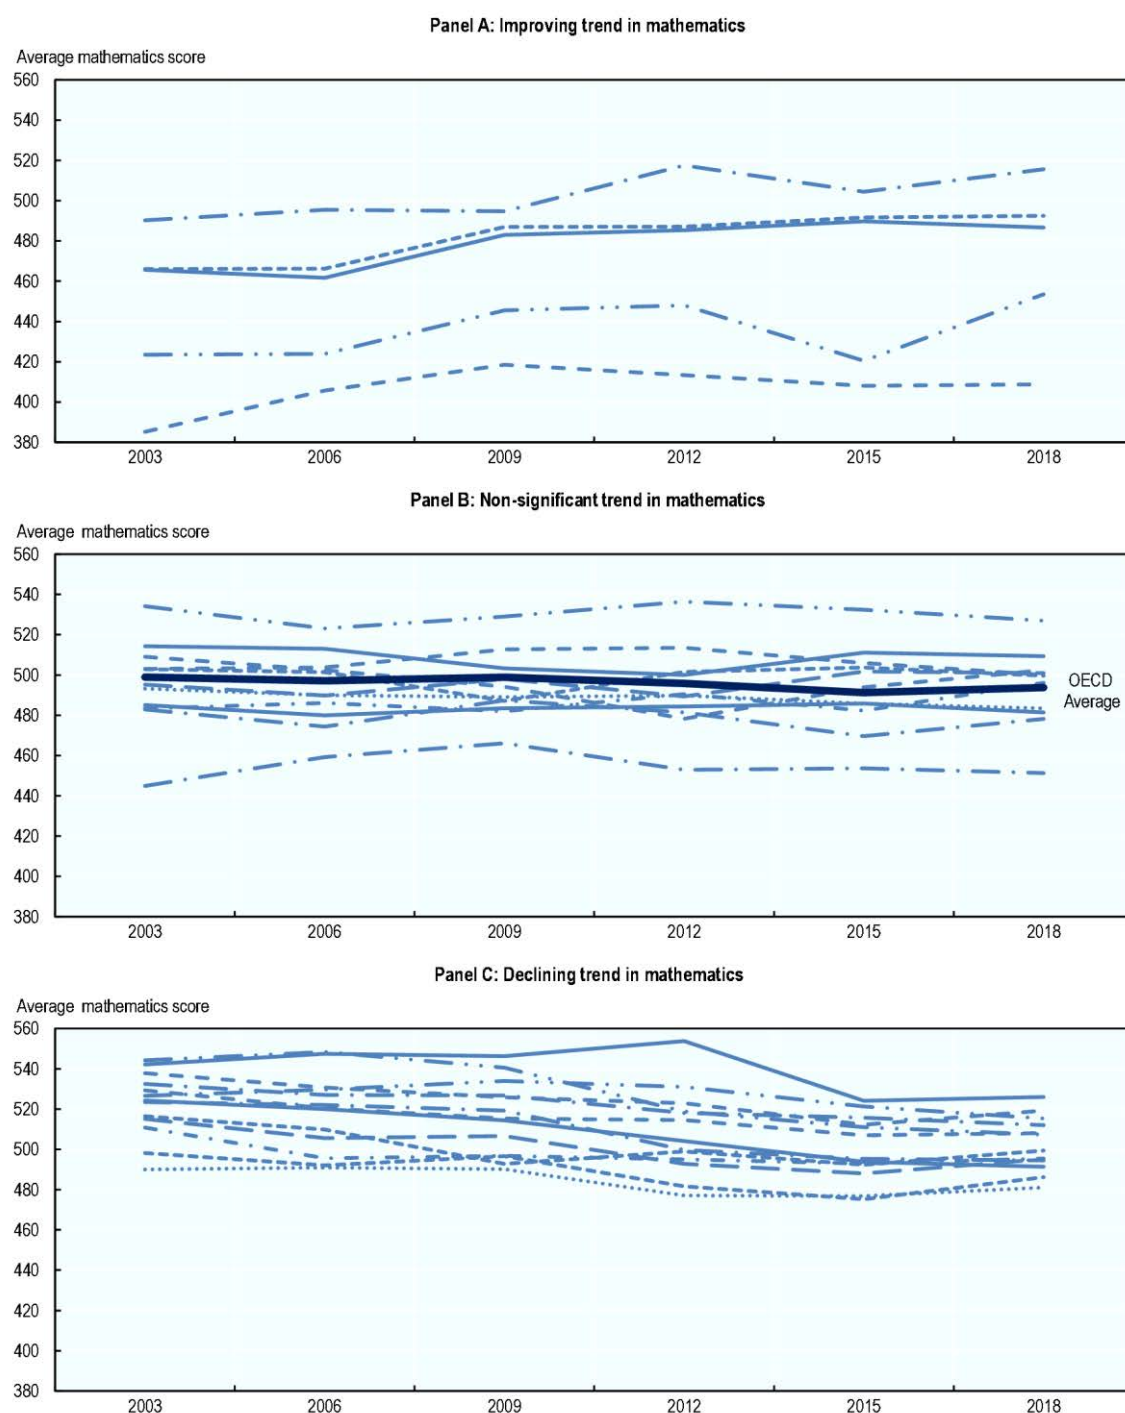 Panel A: Improving trend in mathematics
Average mathematics score
560
540
520
500
480
460
440
420
400
380
2003 2006 2009 2012 2015 2018
Panel B: Non-significant trend in mathematics
Average mathematics score
560
540
520
500
480
460
440
420
400
380
OECD
Average
2003 2006 2009 2012 2015 2018
Panel C: Declining trend in mathematics
Average mathematics score
560
540
520
500
480
460
440
420
400
380
2003 2006 2009 2012 2015 2018